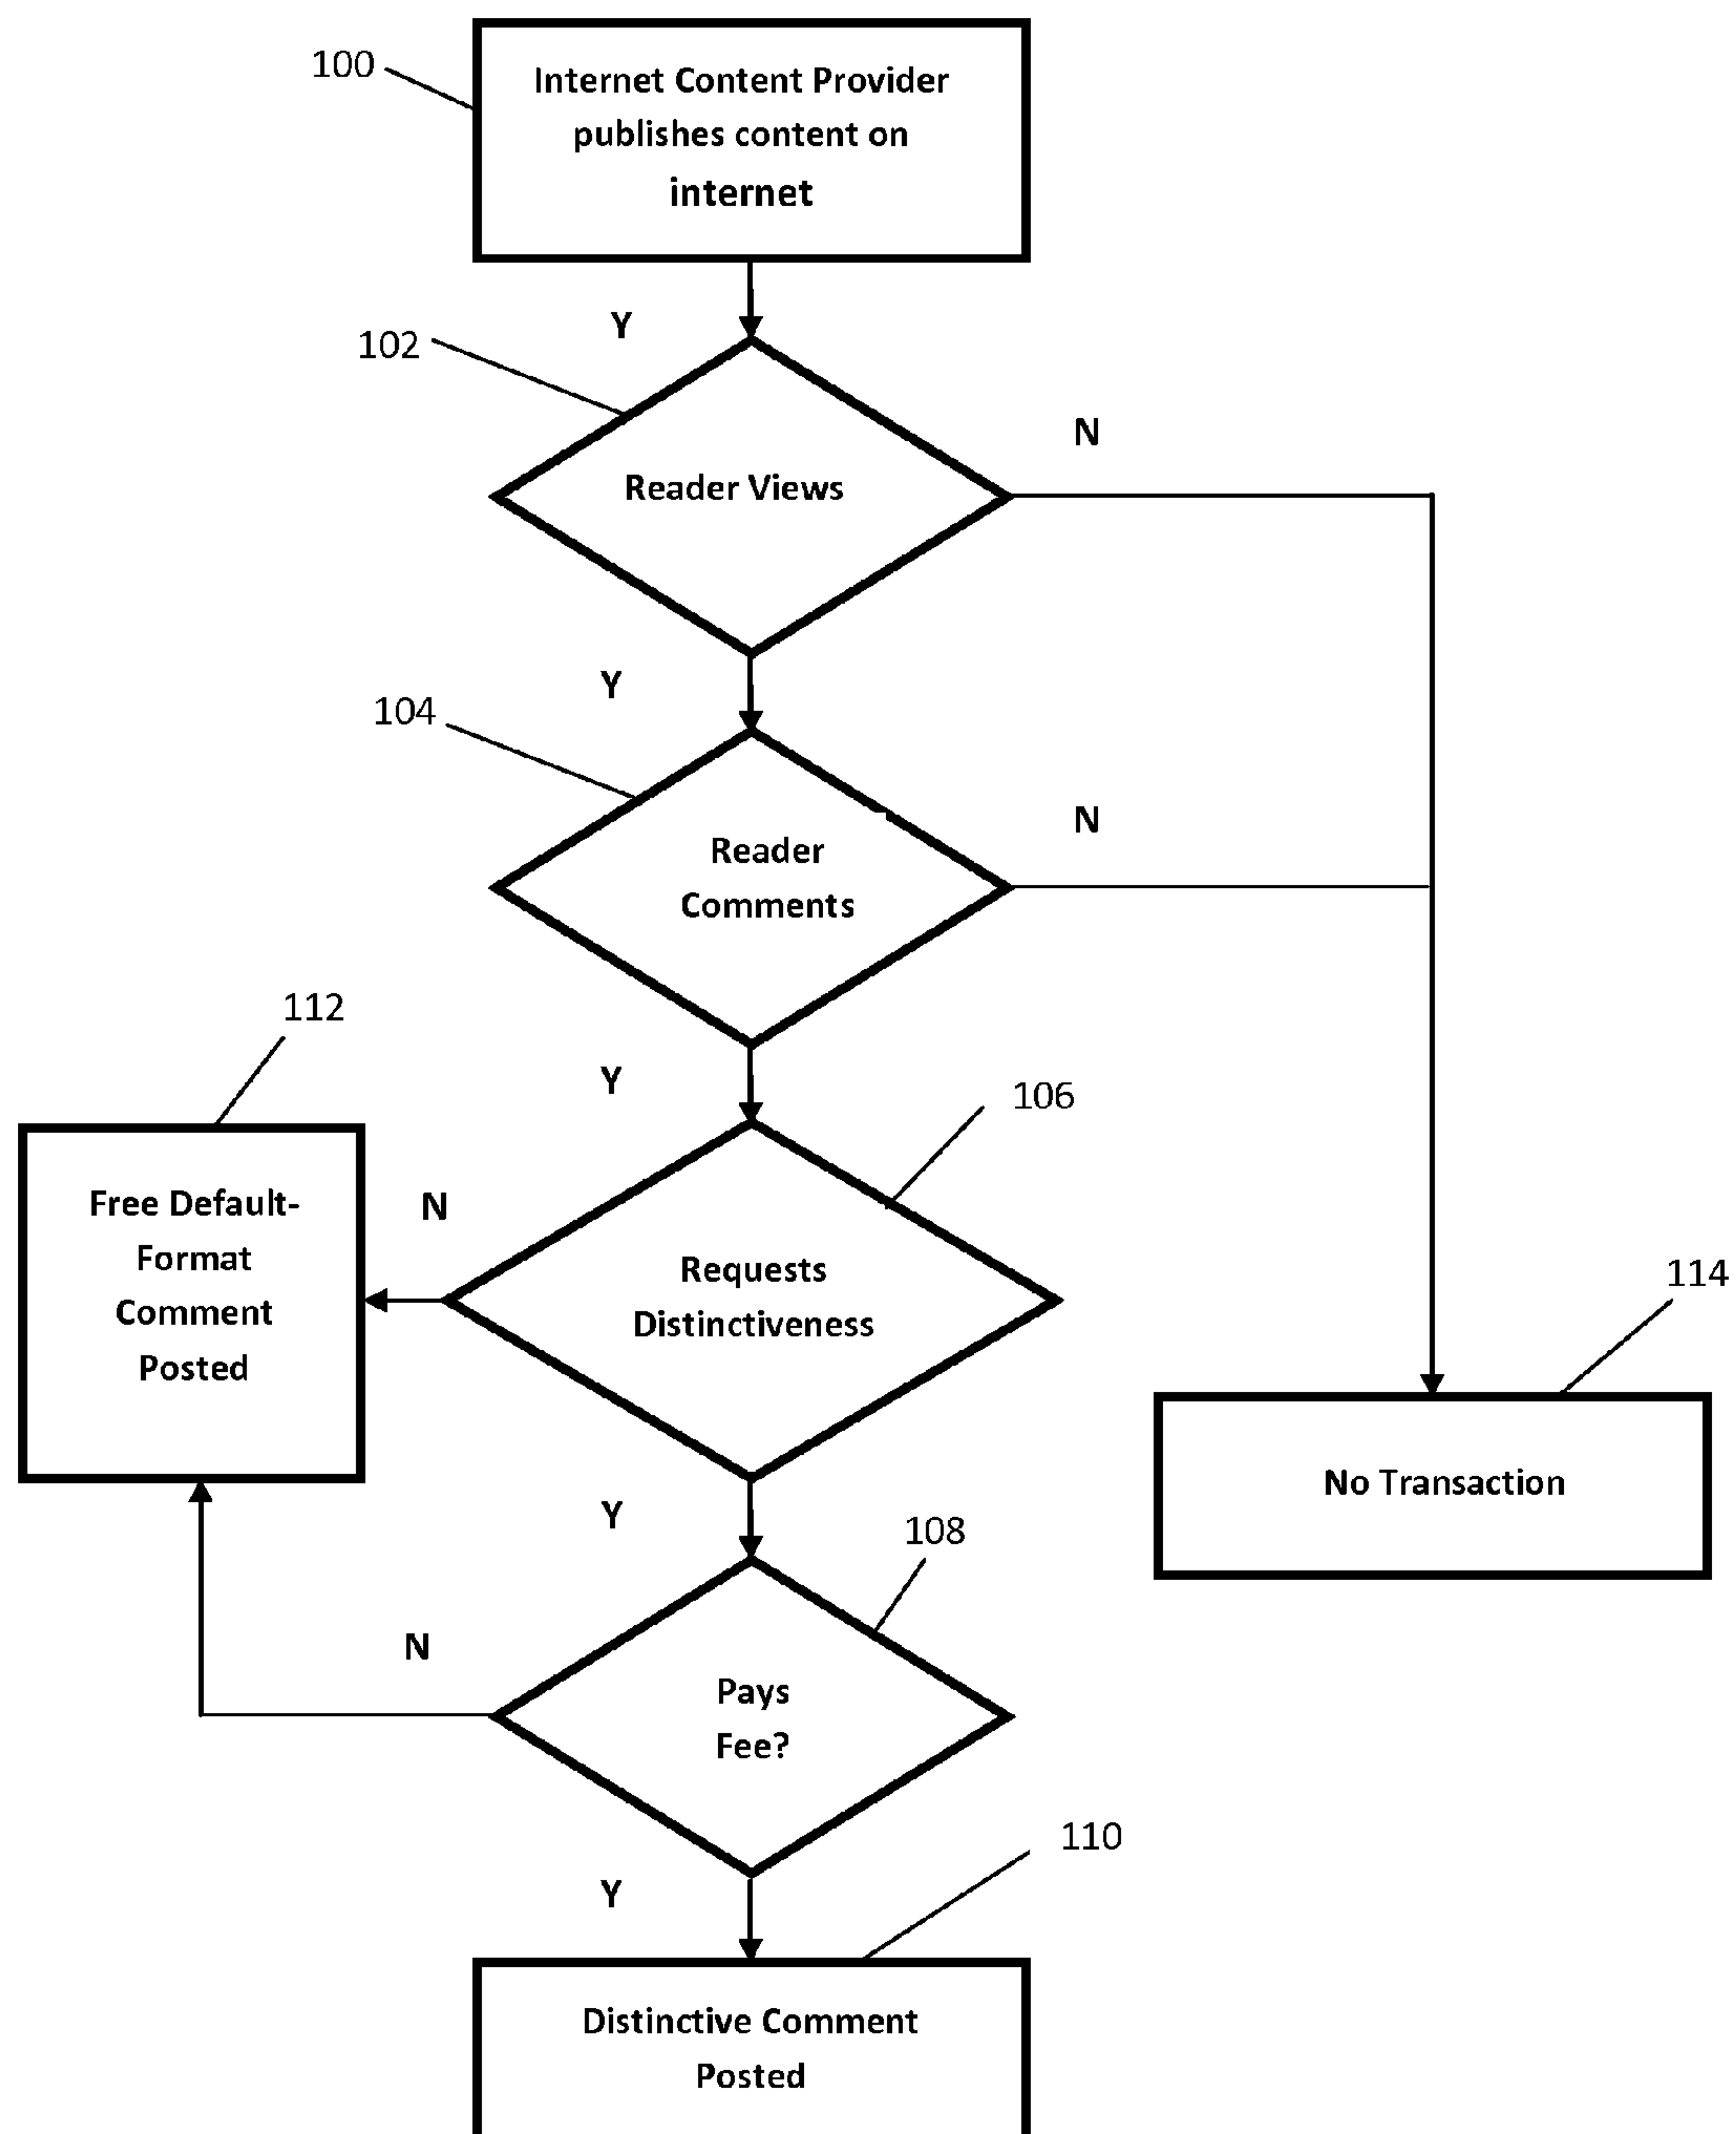 100
Internet Content Provider
publishes content on
internet
Y
102
N
Reader Views
Y
104
N
Reader
Comments
112
Y
106
Free Default-
Format
Comment
Posted
N
Requests
Distinctiveness
114
No Transaction
Y
108
N
Pays
Fee?
110
Y
Distinctive Comment
Posted